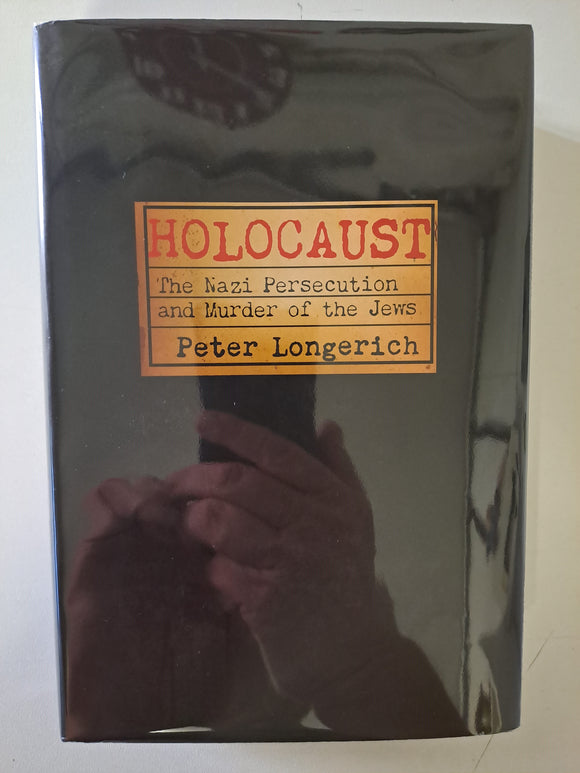 HOLOCAUST
The Nazi Persecution
and Murder of the Jews
Peter Longerich